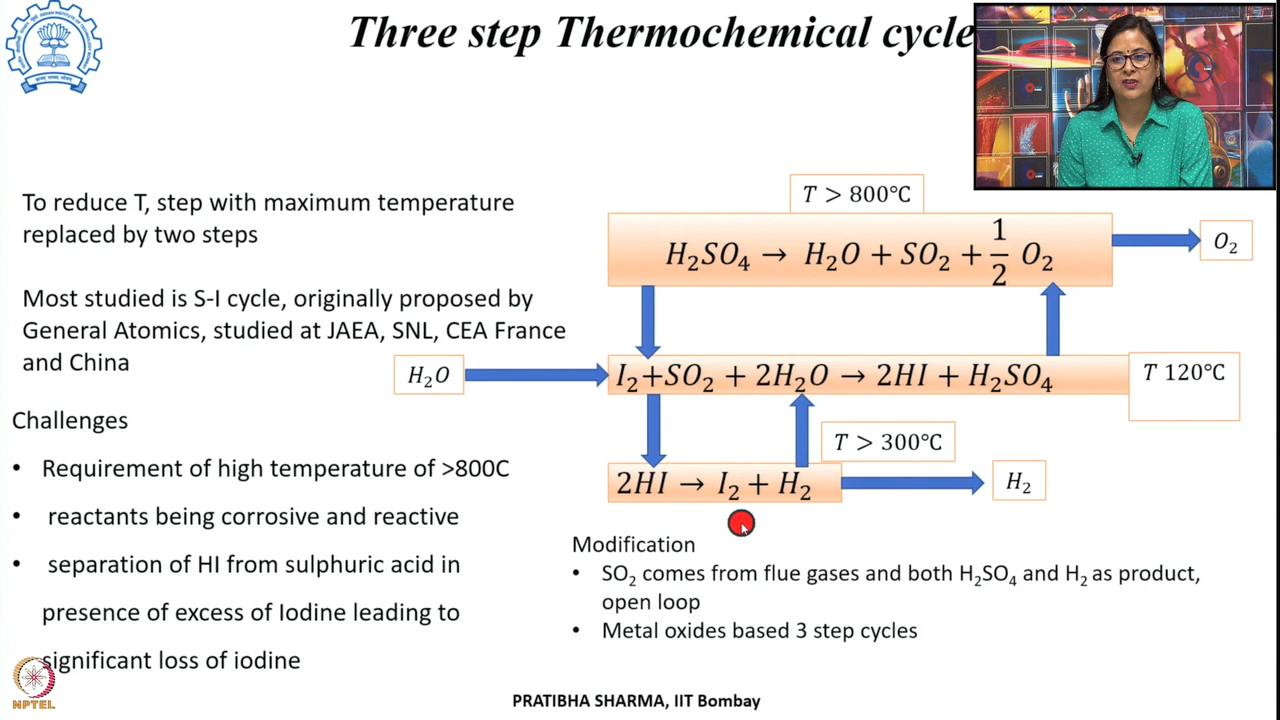 Three step Thermochemical cycle
To reduce T, step with maximum temperature
replaced by two steps
Most studied is S-I cycle, originally proposed by
General Atomics, studied at JAEA, SNL, CEA France
and China
Challenges
• Requirement of high temperature of >800C
• reactants being corrosive and reactive
• separation of HI from sulphuric acid in
presence of excess of Iodine leading to
significant loss of iodine
T > 800°C
H₂SO₄ → H₂O + SO₂ + 1/2 O₂
O₂
H₂O
I₂+SO₂ + 2H₂O → 2HI + H₂SO₄
T 120°C
T > 300°C
2HI → I₂ + H₂
H₂
Modification
• SO₂ comes from flue gases and both H₂SO₄ and H₂ as product,
open loop
• Metal oxides based 3 step cycles
NPTEL
PRATIBHA SHARMA, IIT Bombay